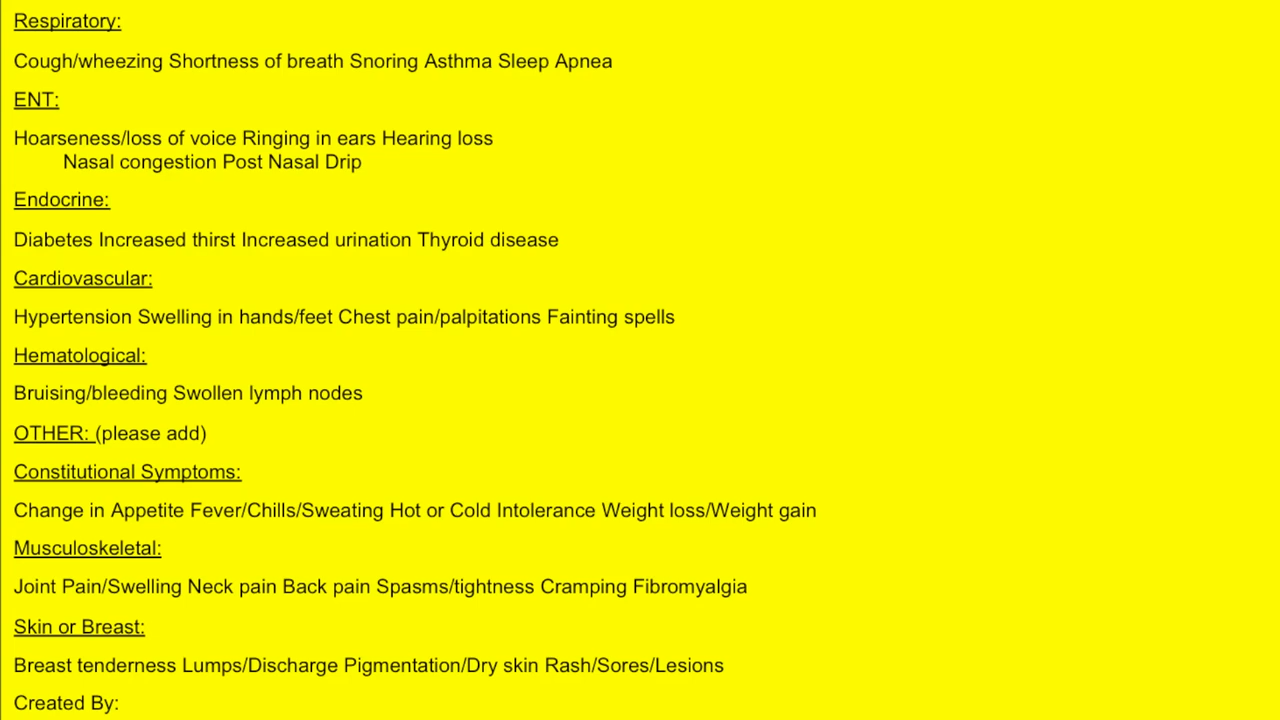 Respiratory:
Cough/wheezing Shortness of breath Snoring Asthma Sleep Apnea
ENT:
Hoarseness/loss of voice Ringing in ears Hearing loss
Nasal congestion Post Nasal Drip
Endocrine:
Diabetes Increased thirst Increased urination Thyroid disease
Cardiovascular:
Hypertension Swelling in hands/feet Chest pain/palpitations Fainting spells
Hematological:
Bruising/bleeding Swollen lymph nodes
OTHER: (please add)
Constitutional Symptoms:
Change in Appetite Fever/Chills/Sweating Hot or Cold Intolerance Weight loss/Weight gain
Musculoskeletal:
Joint Pain/Swelling Neck pain Back pain Spasms/tightness Cramping Fibromyalgia
Skin or Breast:
Breast tenderness Lumps/Discharge Pigmentation/Dry skin Rash/Sores/Lesions
Created By: